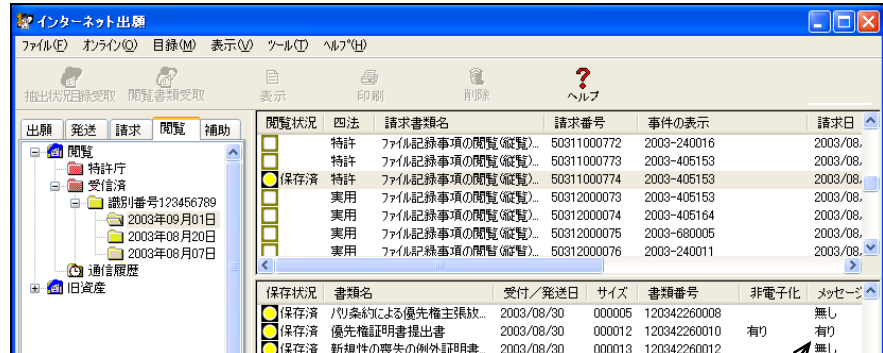 インターネット出願
ファイル(F) オンライン(O) 目録(M) 表示(V) ツール(T) ヘルプ(H)
抽出状況目録受取 閲覧書類受取 表示 印刷 削除 ヘルプ
出願 発送 請求 閲覧 補助
閲覧
特許庁
受信済
識別番号123456789
2003年09月01日
2003年08月20日
2003年08月07日
通信履歴
旧資産
閲覧状況 四法 請求書類名 請求番号 事件の表示 請求日
特許 ファイル記録事項の閲覧(縦覧)... 50311000772 2003-240016 2003/08/
特許 ファイル記録事項の閲覧(縦覧)... 50311000773 2003-405153 2003/08/
保存済 特許 ファイル記録事項の閲覧(縦覧)... 50311000774 2003-405153 2003/08/
実用 ファイル記録事項の閲覧(縦覧)... 50312000073 2003-405153 2003/08/
実用 ファイル記録事項の閲覧(縦覧)... 50312000074 2003-405164 2003/08/
実用 ファイル記録事項の閲覧(縦覧)... 50312000075 2003-680005 2003/08/
実用 ファイル記録事項の閲覧(縦覧)... 50312000076 2003-240011 2003/08/
保存状況 書類名 受付/発送日 サイズ 書類番号 非電子化 メッセージ
保存済 パリ条約による優先権主張放... 2003/08/30 000005 120342260008 無し
保存済 優先権証明書提出書 2003/08/30 000012 120342260010 有り 有り
保存済 新規性の喪失の例外証明書... 2003/08/30 000013 120342260012 無し